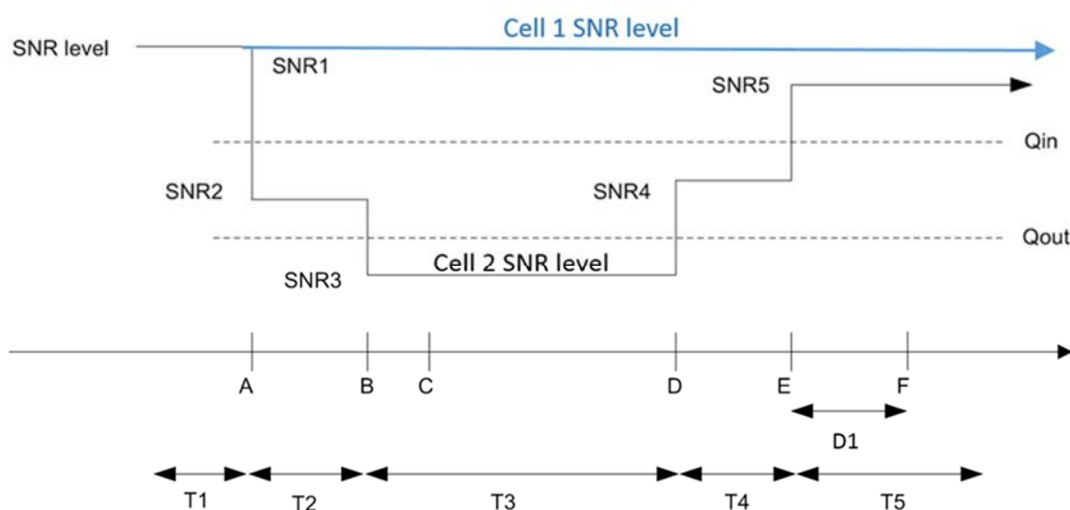 Cell 1 SNR level
SNR level
SNR1
SNR5
Qin
SNR2
SNR4
Qout
Cell 2 SNR level
SNR3
A B C D E F
D1
T1 T2 T3 T4 T5